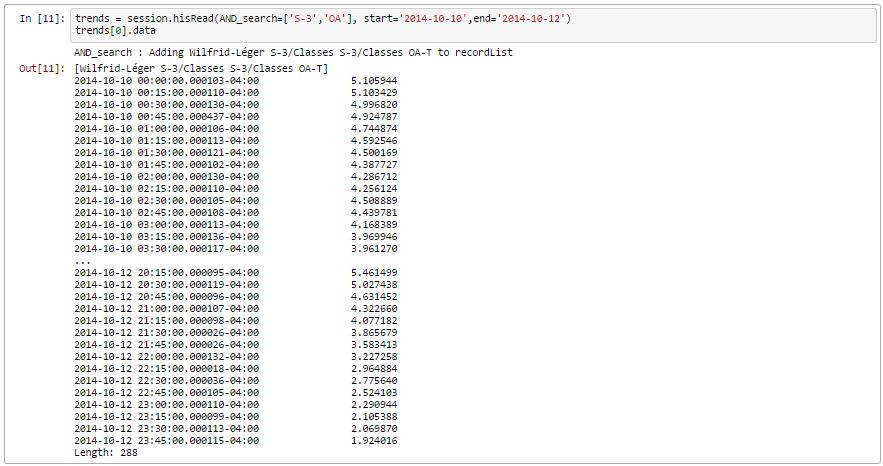 In [11]: trends = session.hisRead(AND_search=['S-3','OA'], start='2014-10-10',end='2014-10-12')
trends[0].data
AND_search : Adding Wilfrid-Léger S-3/Classes S-3/Classes OA-T to recordList
Out[11]: [Wilfrid-Léger S-3/Classes S-3/Classes OA-T]
2014-10-10 00:00:00.000103-04:00 5.105944
2014-10-10 00:15:00.000110-04:00 5.103429
2014-10-10 00:30:00.000130-04:00 4.996820
2014-10-10 00:45:00.000437-04:00 4.924787
2014-10-10 01:00:00.000106-04:00 4.744874
2014-10-10 01:15:00.000113-04:00 4.592546
2014-10-10 01:30:00.000121-04:00 4.500169
2014-10-10 01:45:00.000102-04:00 4.387727
2014-10-10 02:00:00.000130-04:00 4.286712
2014-10-10 02:15:00.000110-04:00 4.256124
2014-10-10 02:30:00.000105-04:00 4.508889
2014-10-10 02:45:00.000108-04:00 4.439781
2014-10-10 03:00:00.000113-04:00 4.168389
2014-10-10 03:15:00.000136-04:00 3.969946
2014-10-10 03:30:00.000117-04:00 3.961270
...
2014-10-12 20:15:00.000095-04:00 5.461499
2014-10-12 20:30:00.000119-04:00 5.027438
2014-10-12 20:45:00.000096-04:00 4.631452
2014-10-12 21:00:00.000107-04:00 4.322660
2014-10-12 21:15:00.000098-04:00 4.077182
2014-10-12 21:30:00.000026-04:00 3.865679
2014-10-12 21:45:00.000026-04:00 3.583413
2014-10-12 22:00:00.000132-04:00 3.227258
2014-10-12 22:15:00.000018-04:00 2.964884
2014-10-12 22:30:00.000036-04:00 2.775640
2014-10-12 22:45:00.000105-04:00 2.524103
2014-10-12 23:00:00.000110-04:00 2.290944
2014-10-12 23:15:00.000099-04:00 2.105388
2014-10-12 23:30:00.000113-04:00 2.069870
2014-10-12 23:45:00.000115-04:00 1.924016
Length: 288